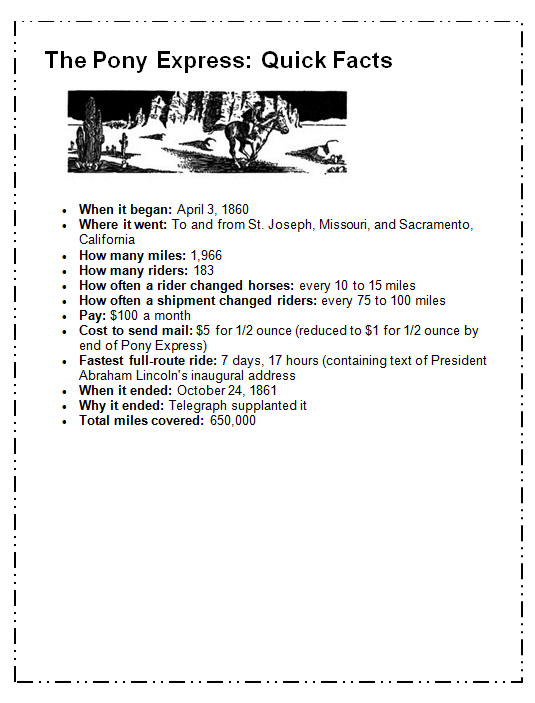 The Pony Express: Quick Facts
• When it began: April 3, 1860
• Where it went: To and from St. Joseph, Missouri, and Sacramento,
California
• How many miles: 1,966
• How many riders: 183
• How often a rider changed horses: every 10 to 15 miles
• How often a shipment changed riders: every 75 to 100 miles
• Pay: $100 a month
• Cost to send mail: $5 for 1/2 ounce (reduced to $1 for 1/2 ounce by
end of Pony Express)
• Fastest full-route ride: 7 days, 17 hours (containing text of President
Abraham Lincoln's inaugural address
• When it ended: October 24, 1861
• Why it ended: Telegraph supplanted it
• Total miles covered: 650,000